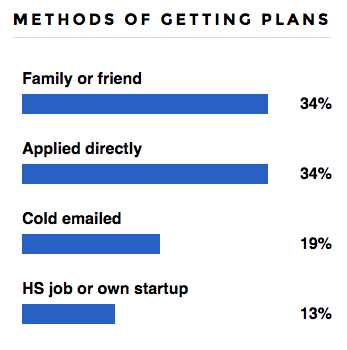 METHODS OF GETTING PLANS
Family or friend
34%
Applied directly
34%
Cold emailed
19%
HS job or own startup
13%